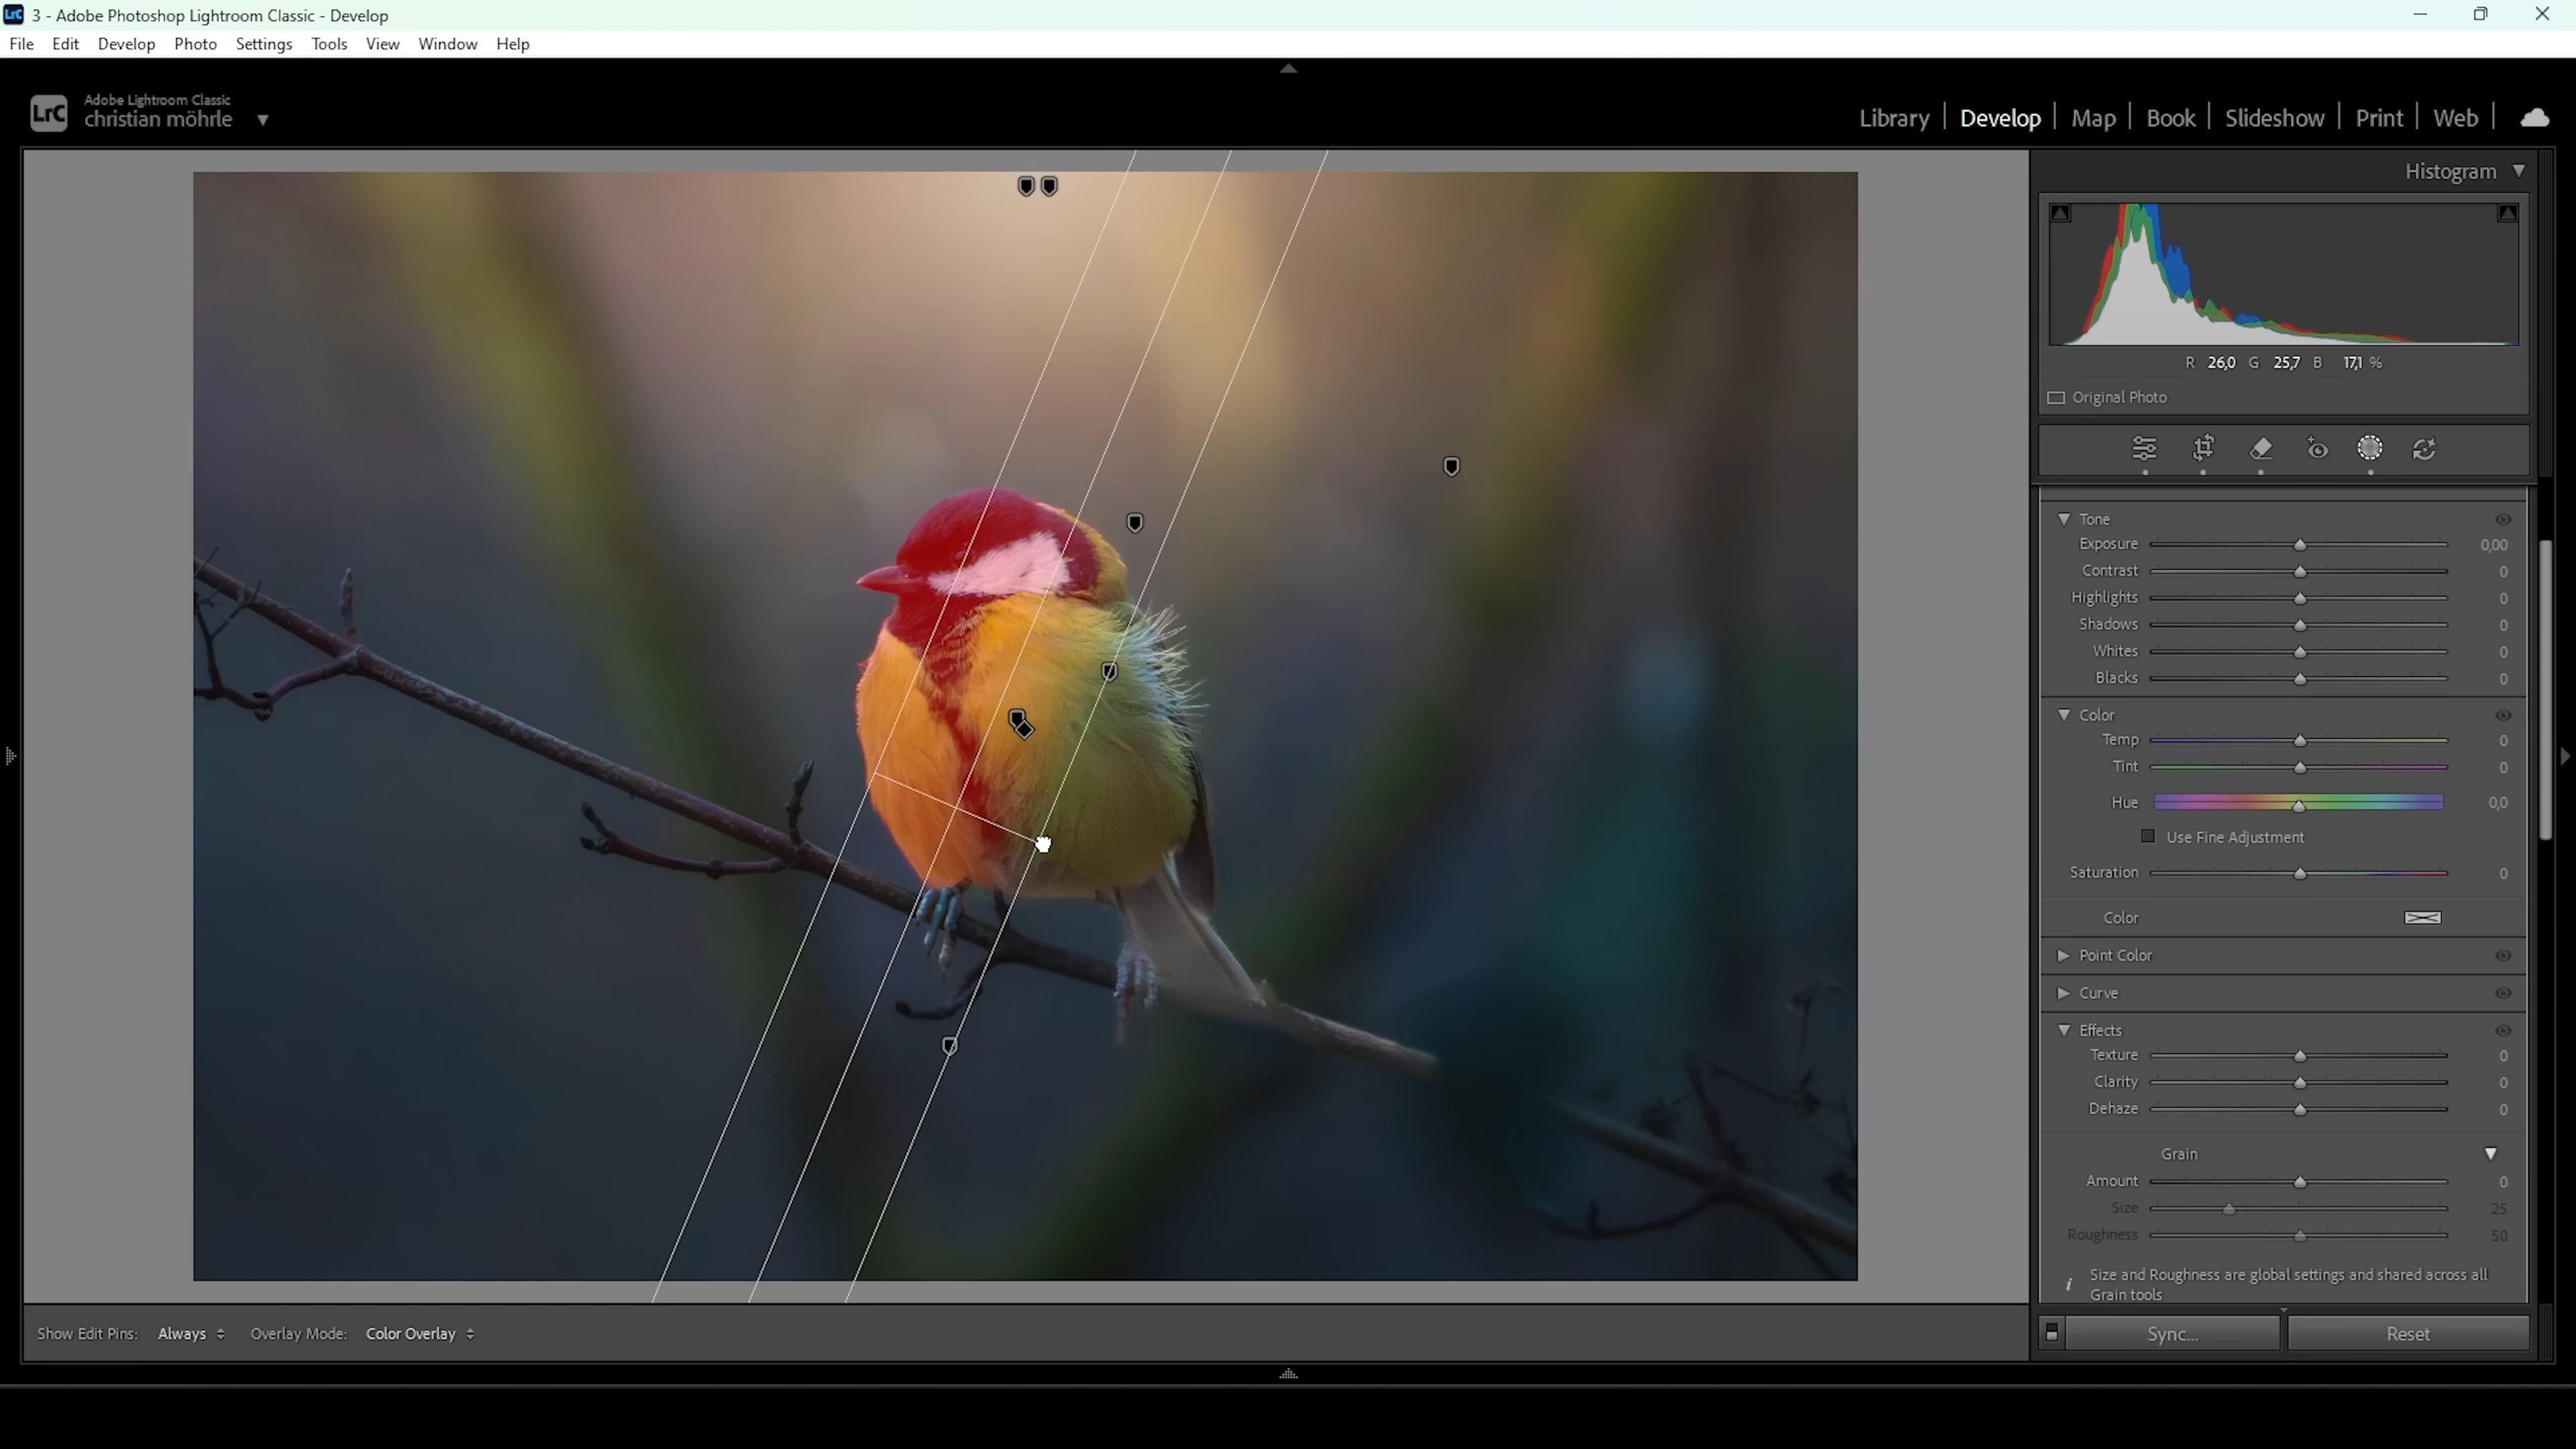 LrC 3 - Adobe Photoshop Lightroom Classic - Develop
File Edit Develop Photo Settings Tools View Window Help
LrC Adobe Lightroom Classic
christian möhrle
Library | Develop | Map | Book | Slideshow | Print | Web |
Histogram
R 26,0 G 25,7 B 17,1 %
Original Photo
Tone
Exposure 0,00
Contrast 0
Highlights 0
Shadows 0
Whites 0
Blacks 0
Color
Temp 0
Tint 0
Hue 0,0
Use Fine Adjustment
Saturation 0
Color
Point Color
Curve
Effects
Texture 0
Clarity 0
Dehaze 0
Grain
Amount 0
Size 25
Roughness 50
i Size and Roughness are global settings and shared across all
Grain tools
Show Edit Pins: Always Overlay Mode: Color Overlay
Sync... Reset